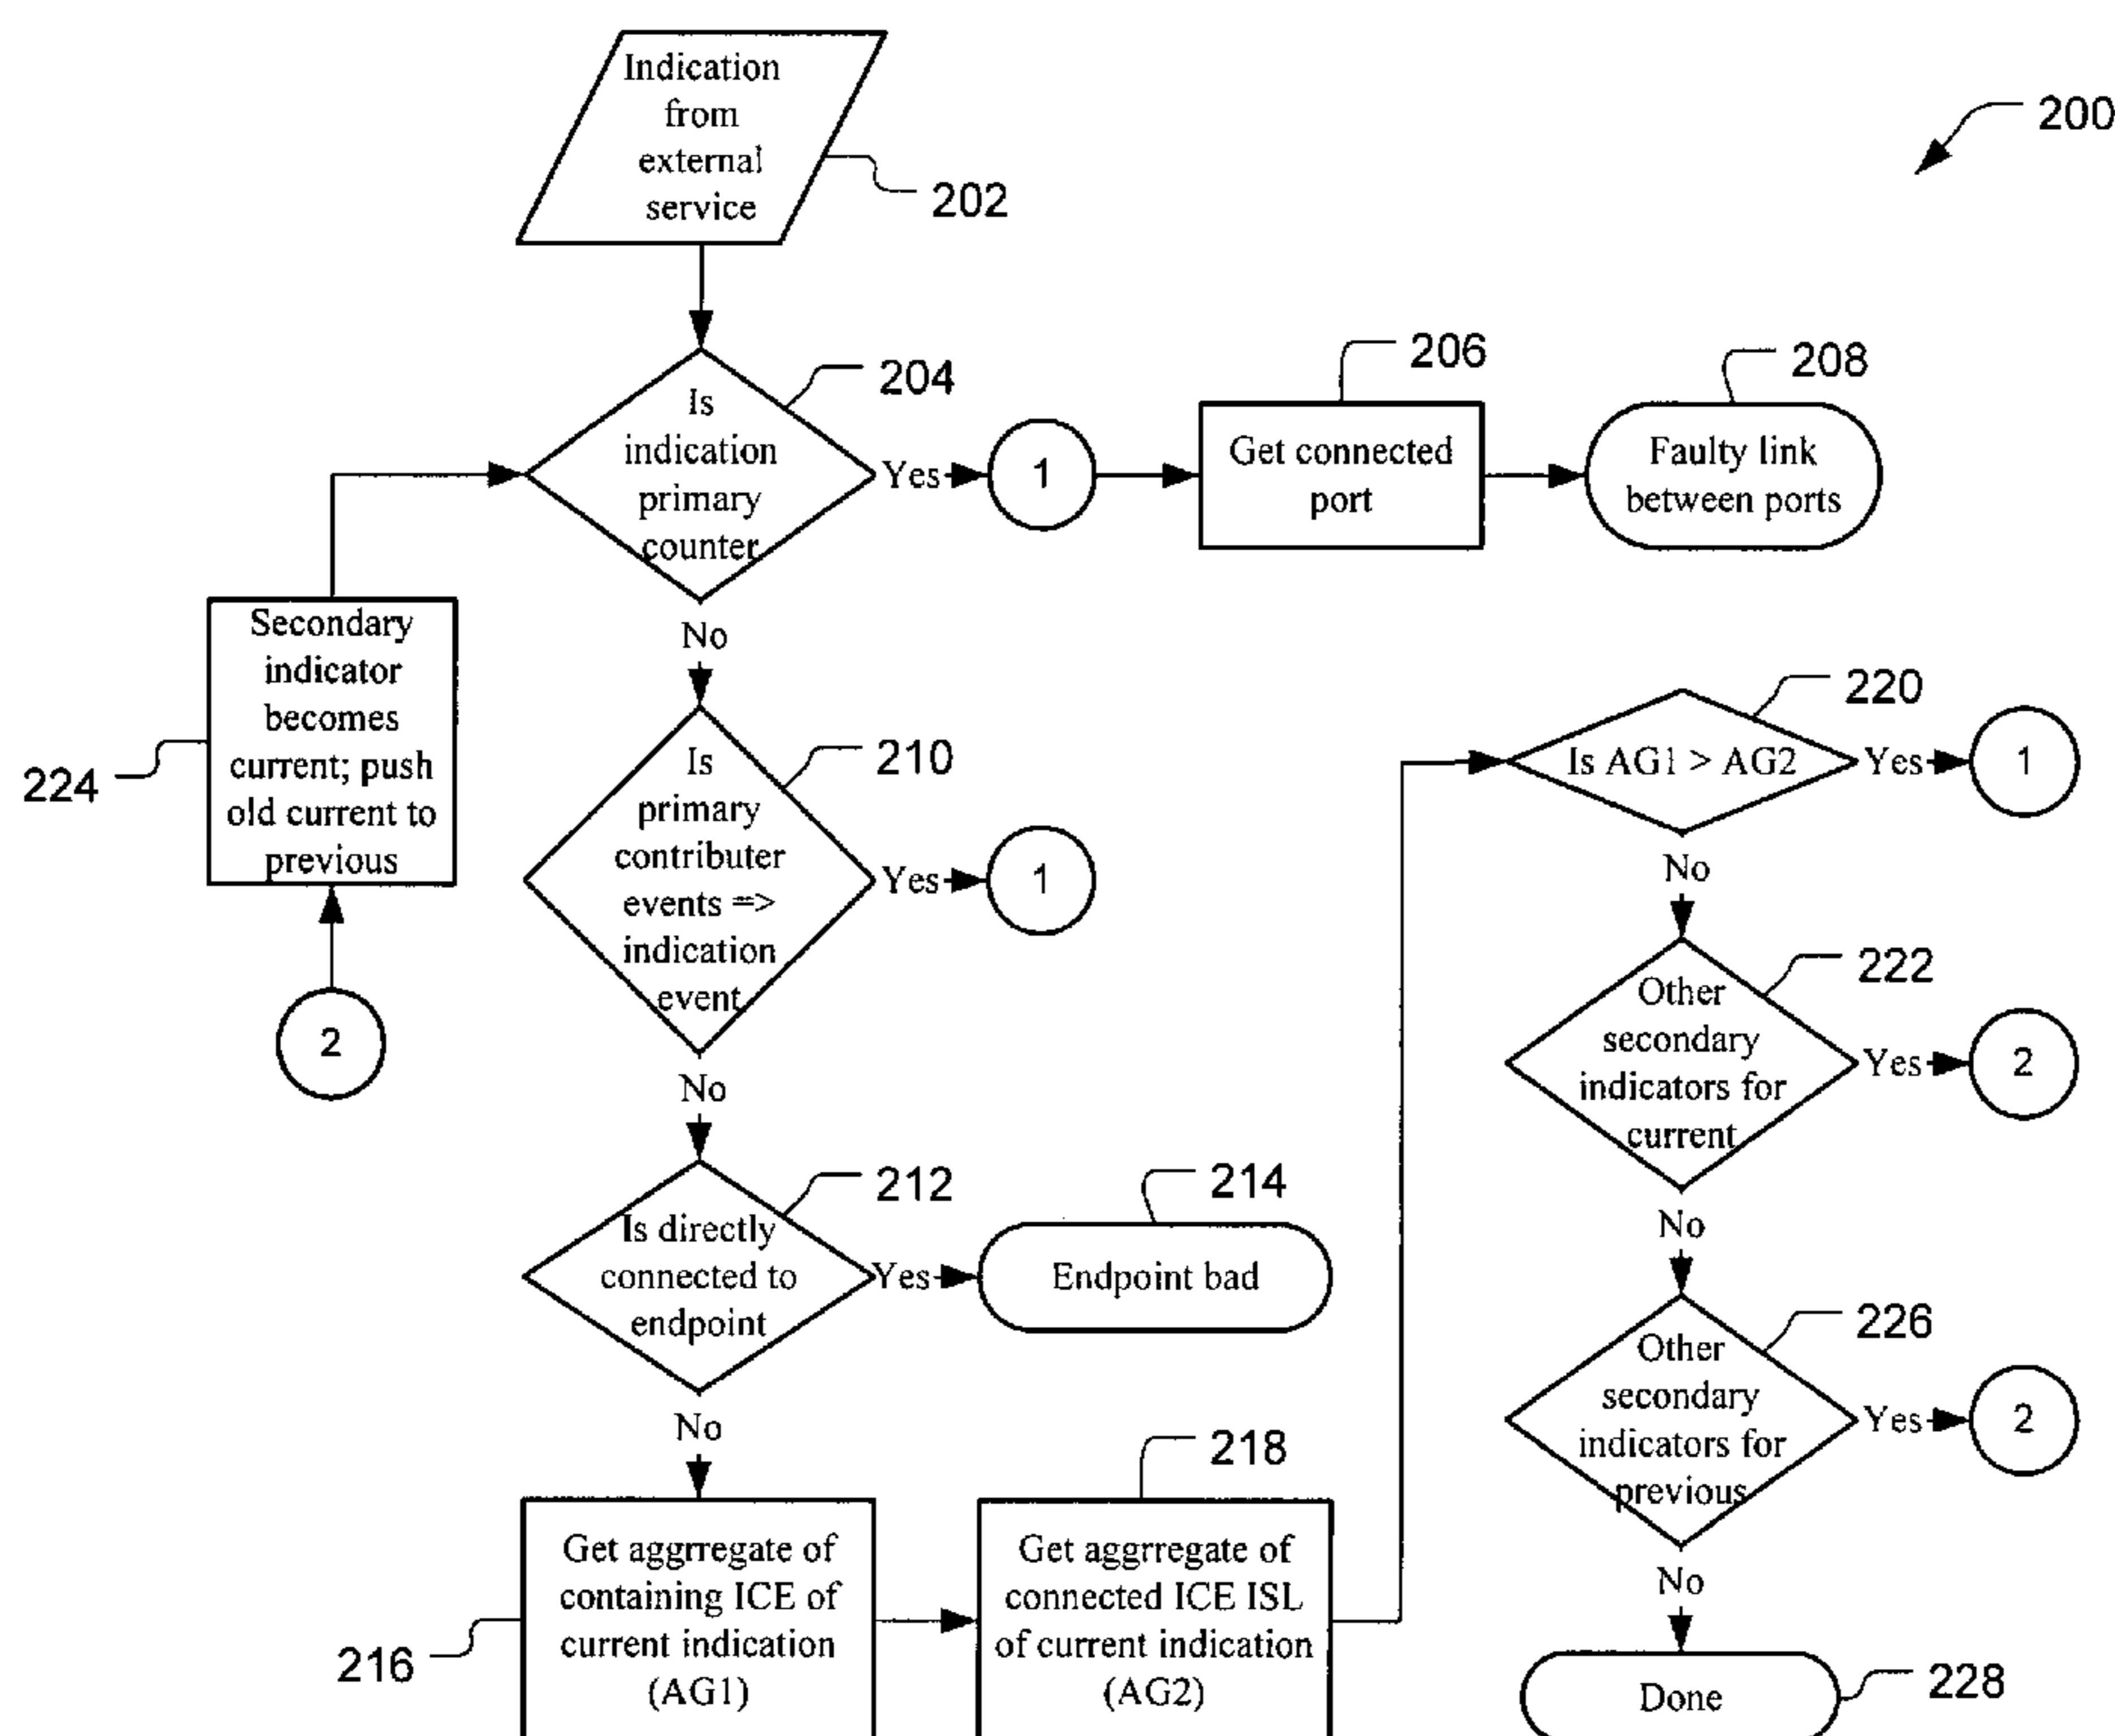 Indication
from
external
service
202
200
Is
indication
primary
counter
204
Yes
1
Get connected
port
206
Faulty link
between ports
208
No
Secondary
indicator
becomes
current; push
old current to
previous
224
2
Is
primary
contributer
events =>
indication
event
210
Yes
1
No
Is directly
connected to
endpoint
212
Yes
Endpoint bad
214
No
Get aggrregate of
containing ICE of
current indication
(AG1)
216
Get aggrregate of
connected ICE ISL
of current indication
(AG2)
218
Is AG1 > AG2
220
Yes
1
No
Other
secondary
indicators for
current
222
Yes
2
No
Other
secondary
indicators for
previous
226
Yes
2
No
Done
228